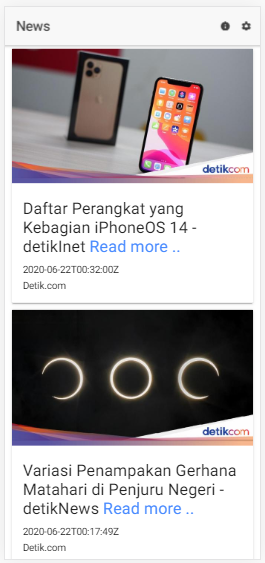 News
detikcom
Daftar Perangkat yang
Kebagian iPhoneOS 14 -
detikInet Read more ..
2020-06-22T00:32:00Z
Detik.com
detikcom
Variasi Penampakan Gerhana
Matahari di Penjuru Negeri -
detikNews Read more ..
2020-06-22T00:17:49Z
Detik.com